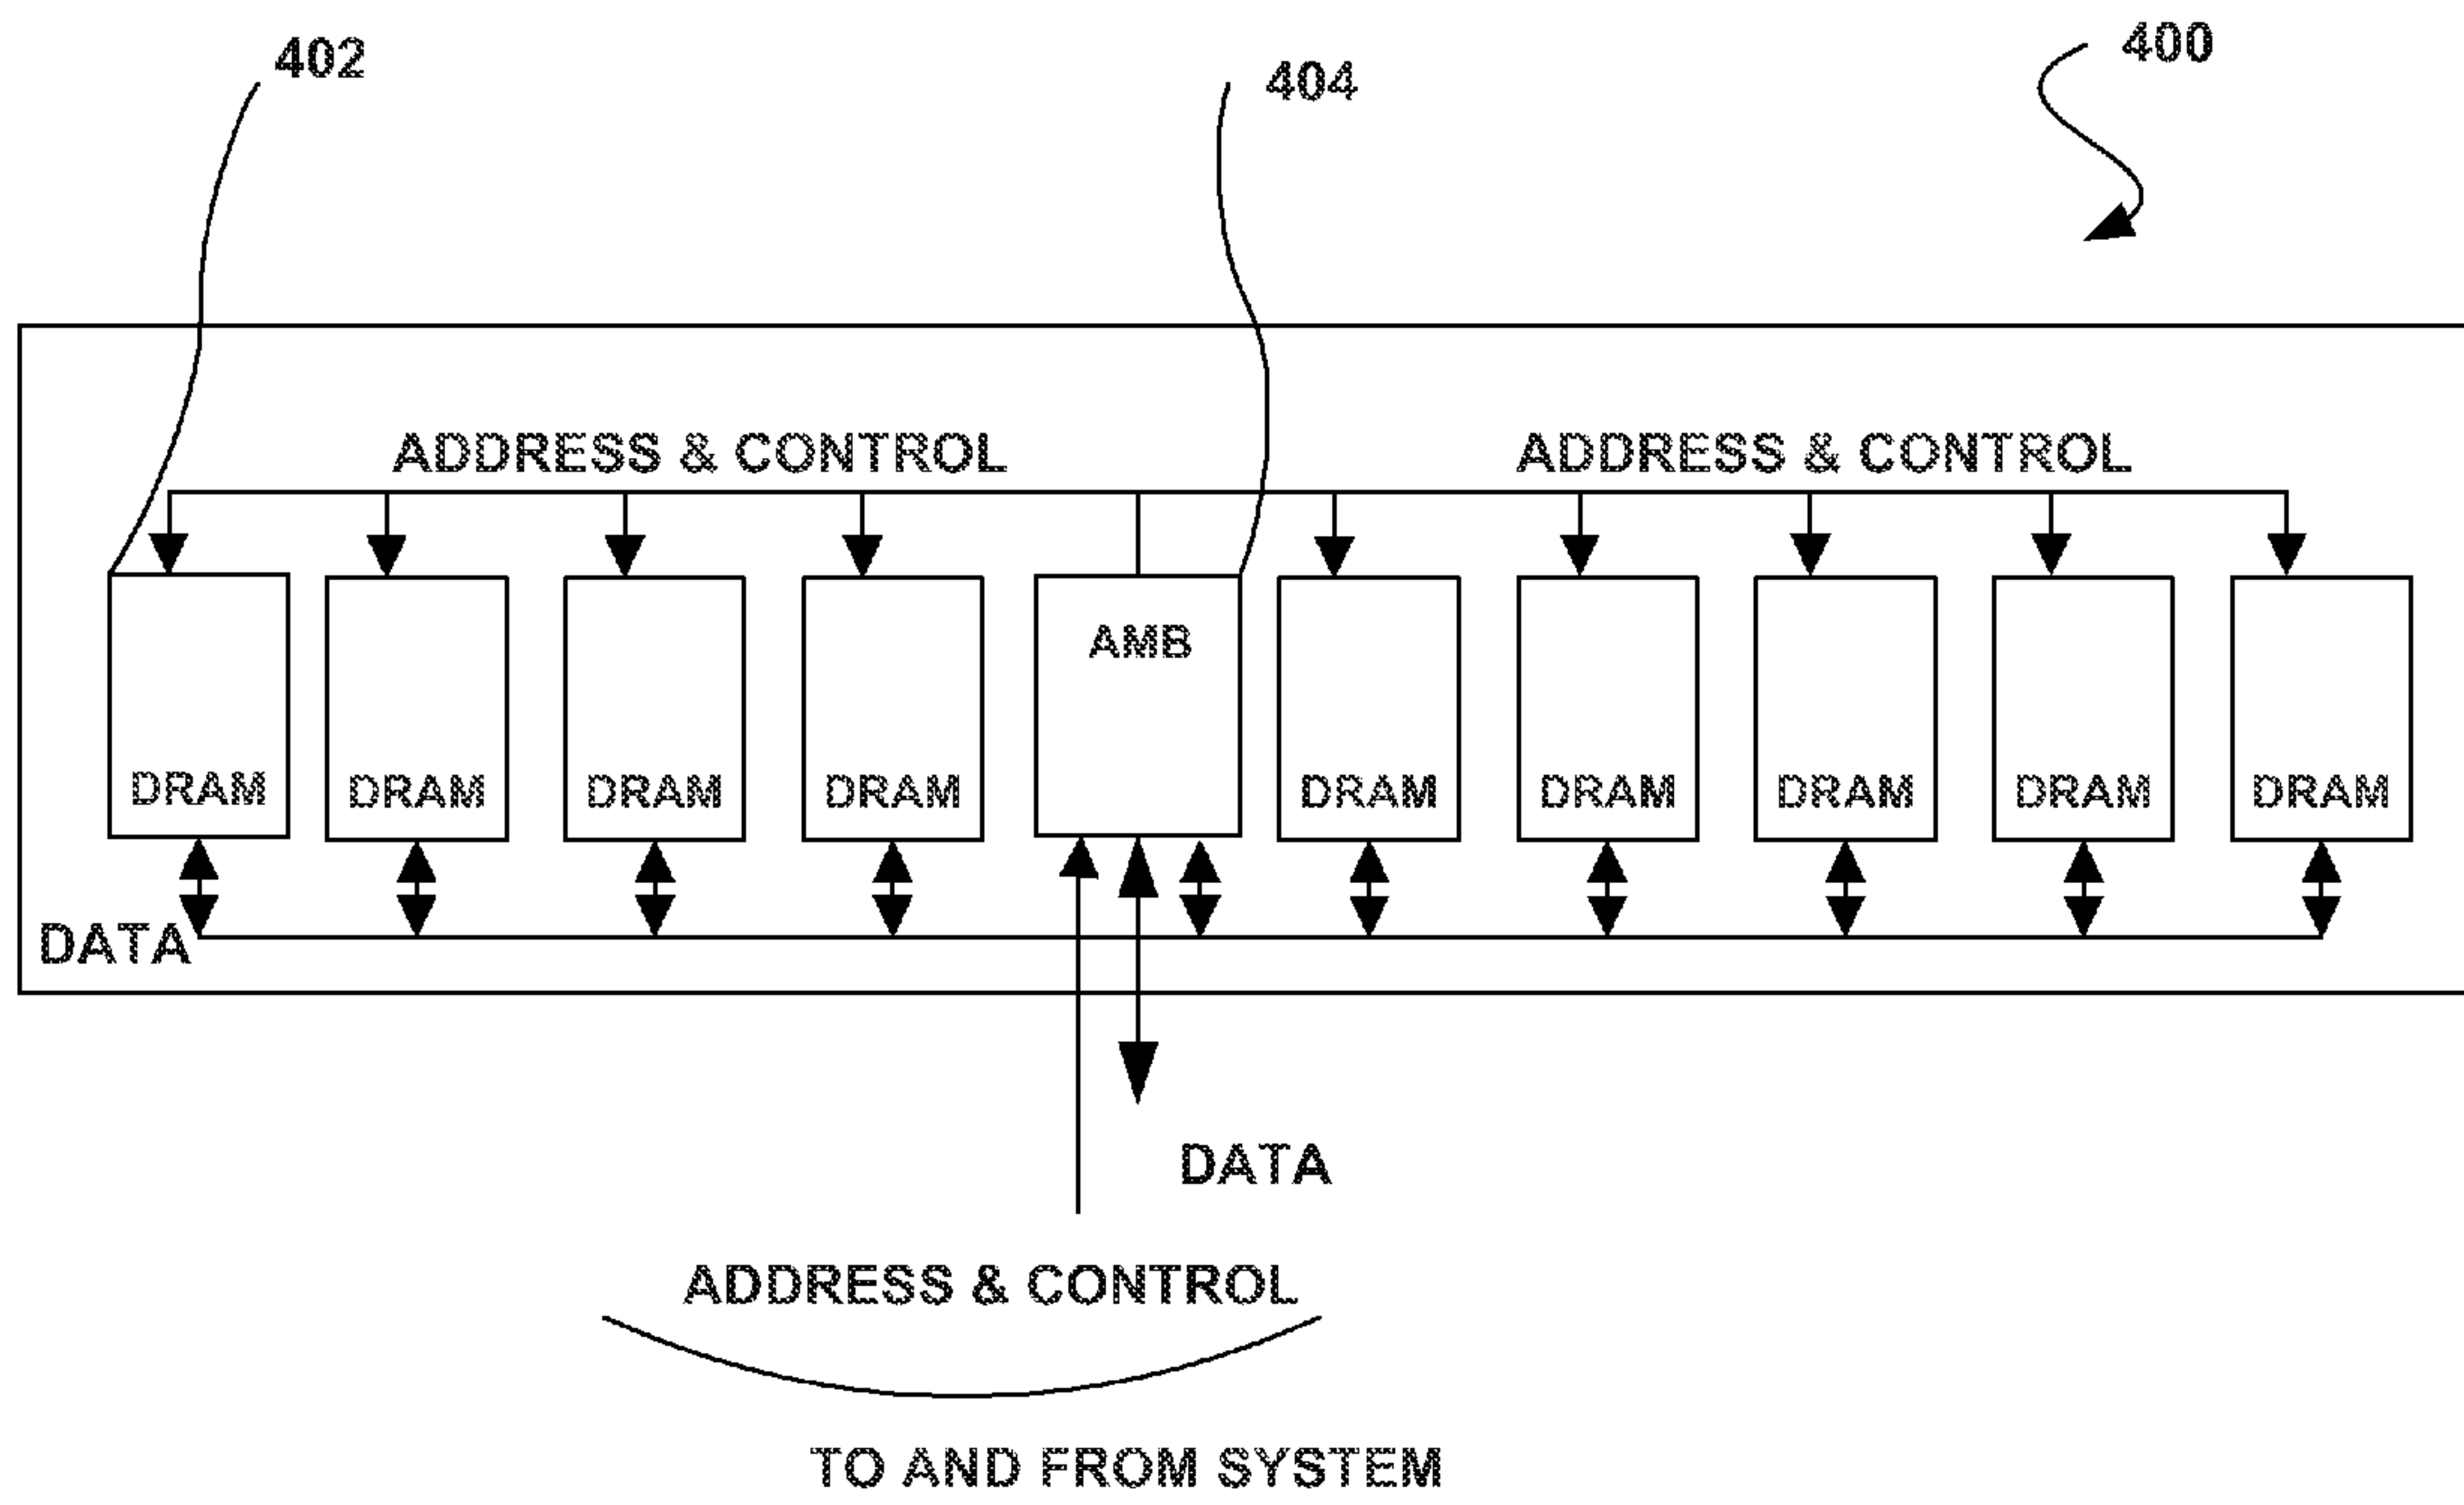 402
404
400
ADDRESS & CONTROL
ADDRESS & CONTROL
AMB
DRAM
DRAM
DRAM
DRAM
DRAM
DRAM
DRAM
DRAM
DRAM
DATA
DATA
ADDRESS & CONTROL
TO AND FROM SYSTEM